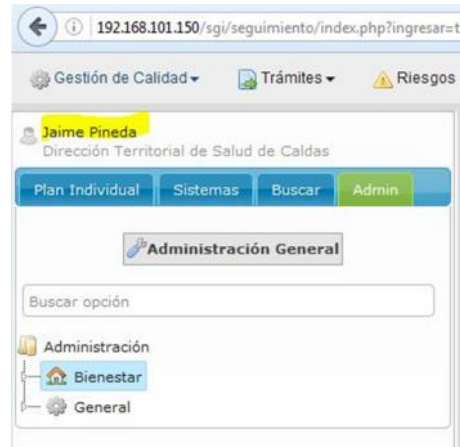 192.168.101.150/sgi/seguimiento/index.php?ingresar=t
Gestión de Calidad Trámites Riesgos
Jaime Pineda
Dirección Territorial de Salud de Caldas
Plan Individual Sistemas Buscar Admin
Administración General
Buscar opción
Administración
Bienestar
General